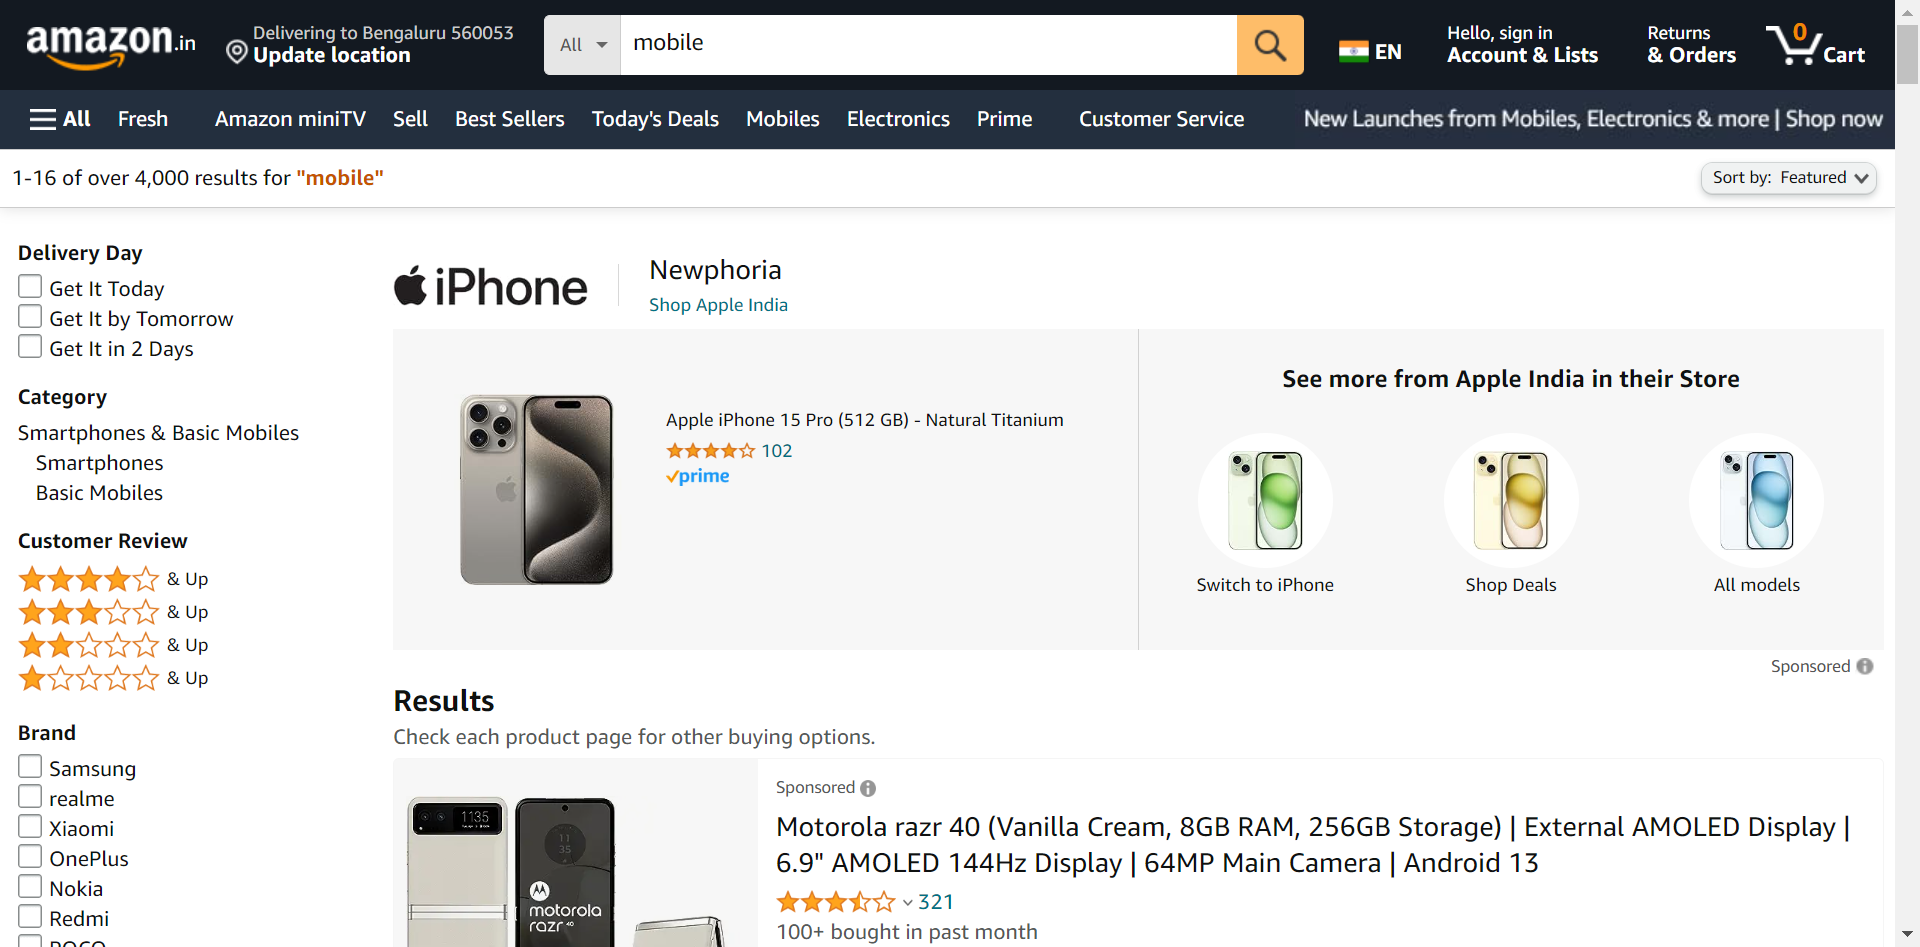 amazon.in
Delivering to Bengaluru 560053
Update location
All
mobile
EN
Hello, sign in
Account & Lists
Returns
& Orders
0
Cart
All
Fresh
Amazon miniTV
Sell
Best Sellers
Today's Deals
Mobiles
Electronics
Prime
Customer Service
New Launches from Mobiles, Electronics & more | Shop now
1-16 of over 4,000 results for "mobile"
Sort by: Featured
Delivery Day
Get It Today
Get It by Tomorrow
Get It in 2 Days
Category
Smartphones & Basic Mobiles
Smartphones
Basic Mobiles
Customer Review
& Up
& Up
& Up
& Up
Brand
Samsung
realme
Xiaomi
OnePlus
Nokia
Redmi
POCO
iPhone
Newphoria
Shop Apple India
Apple iPhone 15 Pro (512 GB) - Natural Titanium
102
prime
See more from Apple India in their Store
Switch to iPhone
Shop Deals
All models
Sponsored
Results
Check each product page for other buying options.
11:35
11
35
motorola
razr 40
Sponsored
Motorola razr 40 (Vanilla Cream, 8GB RAM, 256GB Storage) | External AMOLED Display |
6.9" AMOLED 144Hz Display | 64MP Main Camera | Android 13
321
100+ bought in past month